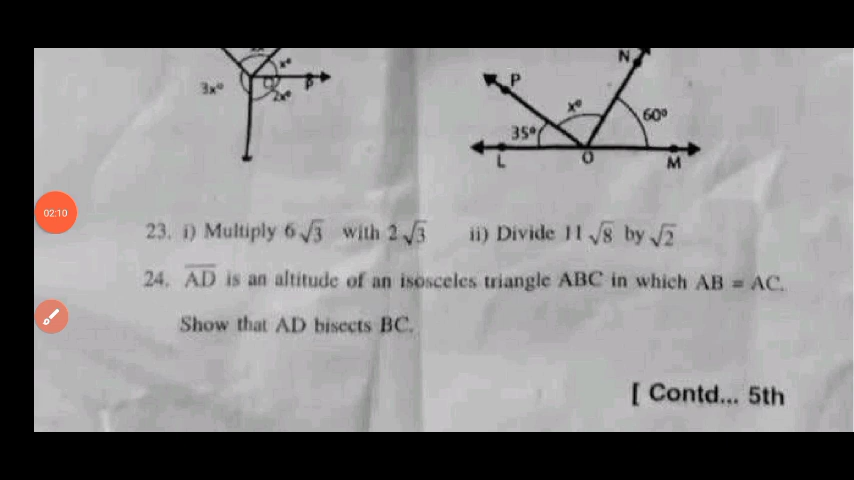 x°
3x°
P
2x°
N
P
x°
60°
35°
L
O
M
02:10
23. i) Multiply 6√3 with 2√3 ii) Divide 11√8 by √2
24. A̅D̅ is an altitude of an isosceles triangle ABC in which AB = AC.
Show that AD bisects BC.
[ Contd... 5th